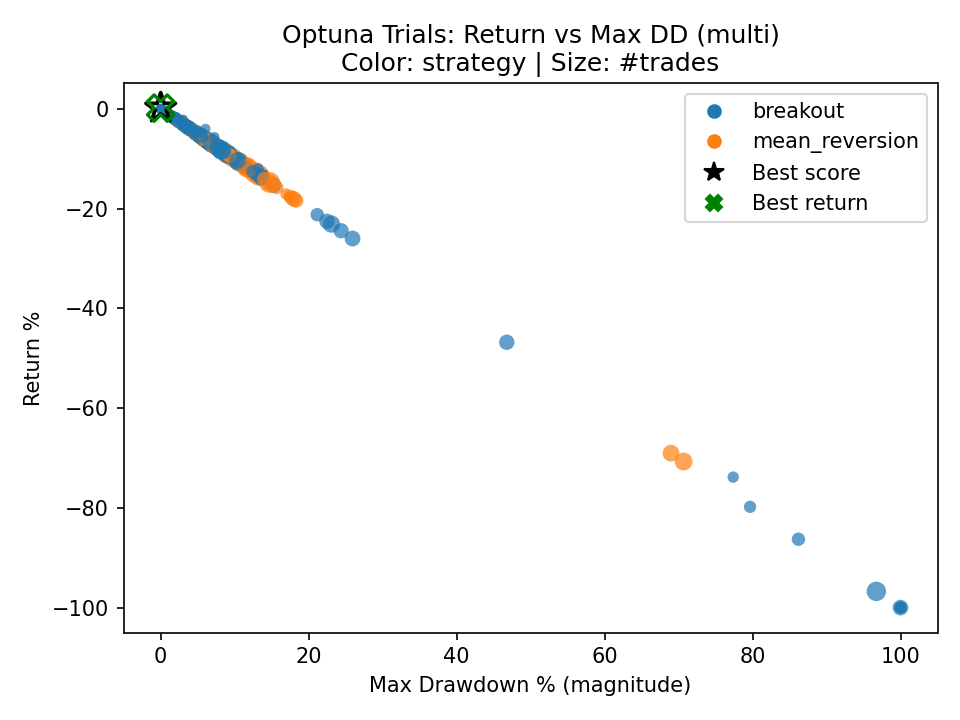 Optuna Trials: Return vs Max DD (multi)
Color: strategy | Size: #trades
breakout
mean_reversion
Best score
Best return
0
−20
−40
−60
−80
−100
Return %
0
20
40
60
80
100
Max Drawdown % (magnitude)